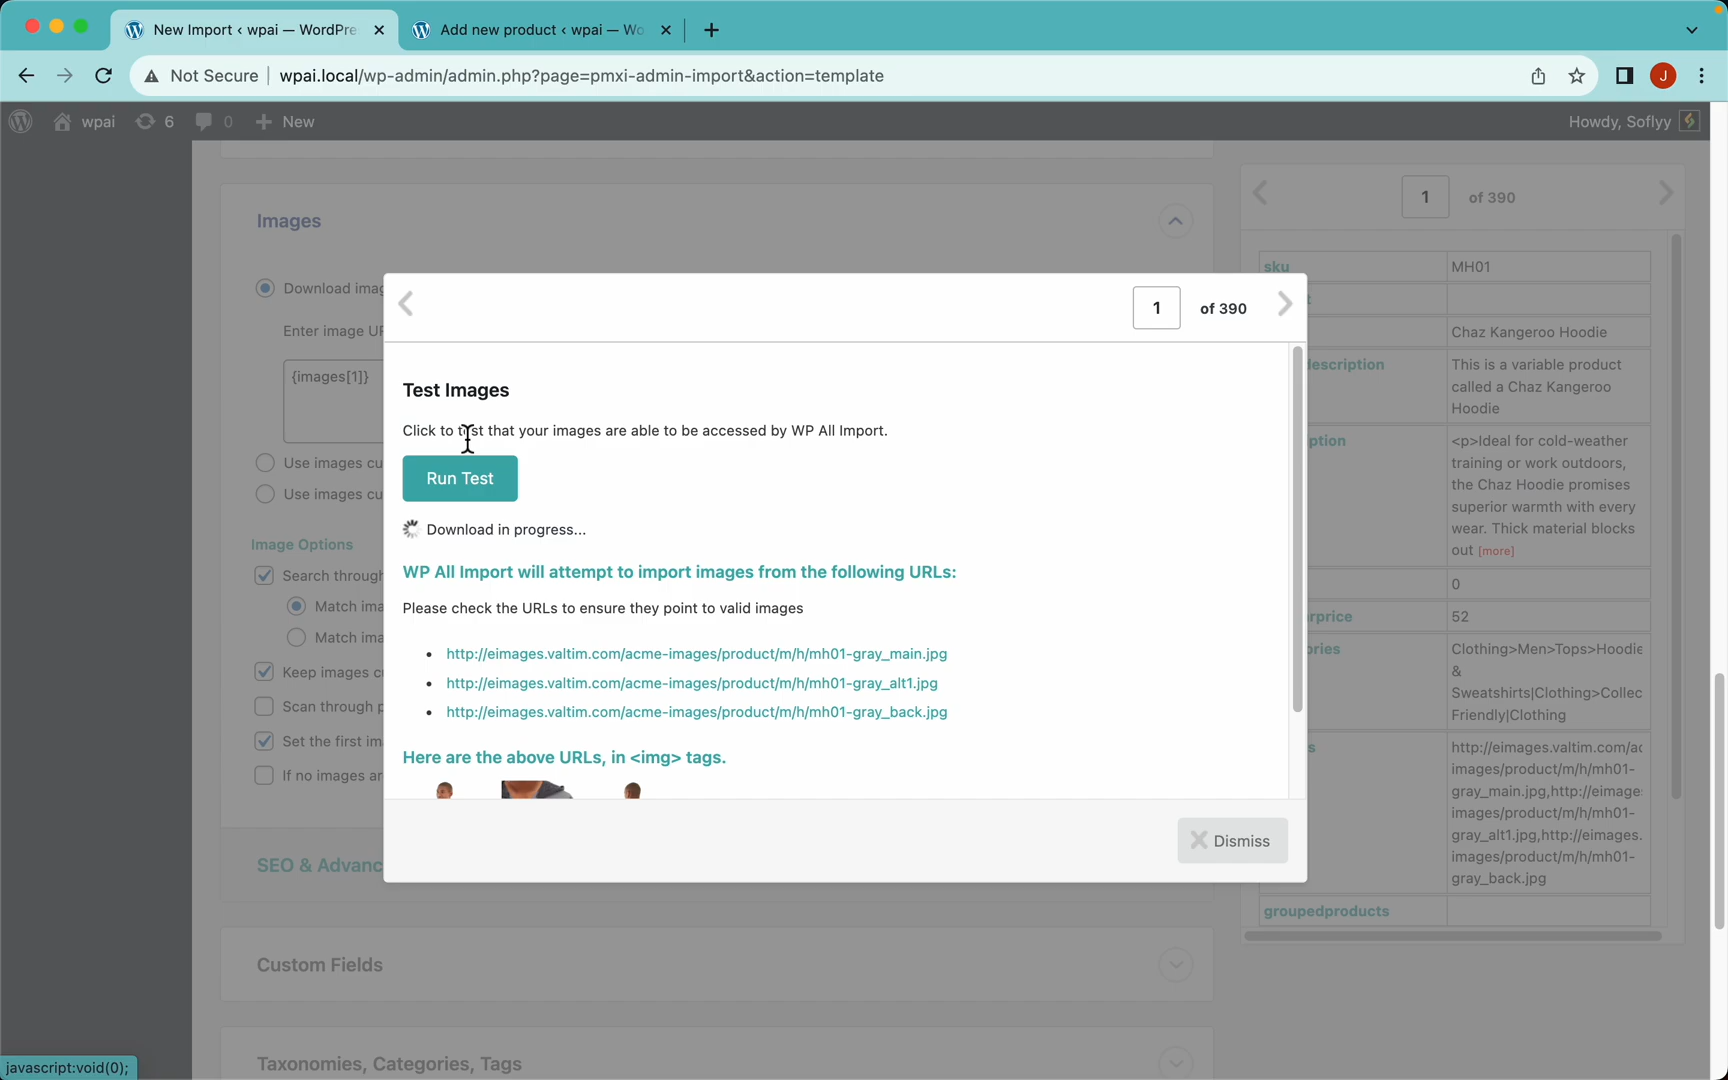 New Import ‹ wpai — WordPre
Add new product ‹ wpai — Wo
Not Secure
wpai.local/wp-admin/admin.php?page=pmxi-admin-import&action=template
J
wpai
6
0
New
Howdy, Soflyy
Images
1
of 390
Download imag
Enter image UR
{images[1]}
Use images cu
Use images cu
Image Options
Search through
Match ima
Match ima
Keep images cu
Scan through p
Set the first im
If no images ar
SEO & Advanc
Custom Fields
Taxonomies, Categories, Tags
1
of 390
Test Images
Click to test that your images are able to be accessed by WP All Import.
Run Test
Download in progress...
WP All Import will attempt to import images from the following URLs:
Please check the URLs to ensure they point to valid images
http://eimages.valtim.com/acme-images/product/m/h/mh01-gray_main.jpg
http://eimages.valtim.com/acme-images/product/m/h/mh01-gray_alt1.jpg
http://eimages.valtim.com/acme-images/product/m/h/mh01-gray_back.jpg
Here are the above URLs, in <img> tags.
Dismiss
sku
MH01
t
Chaz Kangeroo Hoodie
description
This is a variable product
called a Chaz Kangeroo
Hoodie
ption
<p>Ideal for cold-weather
training or work outdoors,
the Chaz Hoodie promises
superior warmth with every
wear. Thick material blocks
out [more]
0
rprice
52
ories
Clothing>Men>Tops>Hoodie
&
Sweatshirts|Clothing>Collec
Friendly|Clothing
s
http://eimages.valtim.com/ac
images/product/m/h/mh01-
gray_main.jpg,http://eimage:
images/product/m/h/mh01-
gray_alt1.jpg,http://eimages.
images/product/m/h/mh01-
gray_back.jpg
groupedproducts
javascript:void(0);